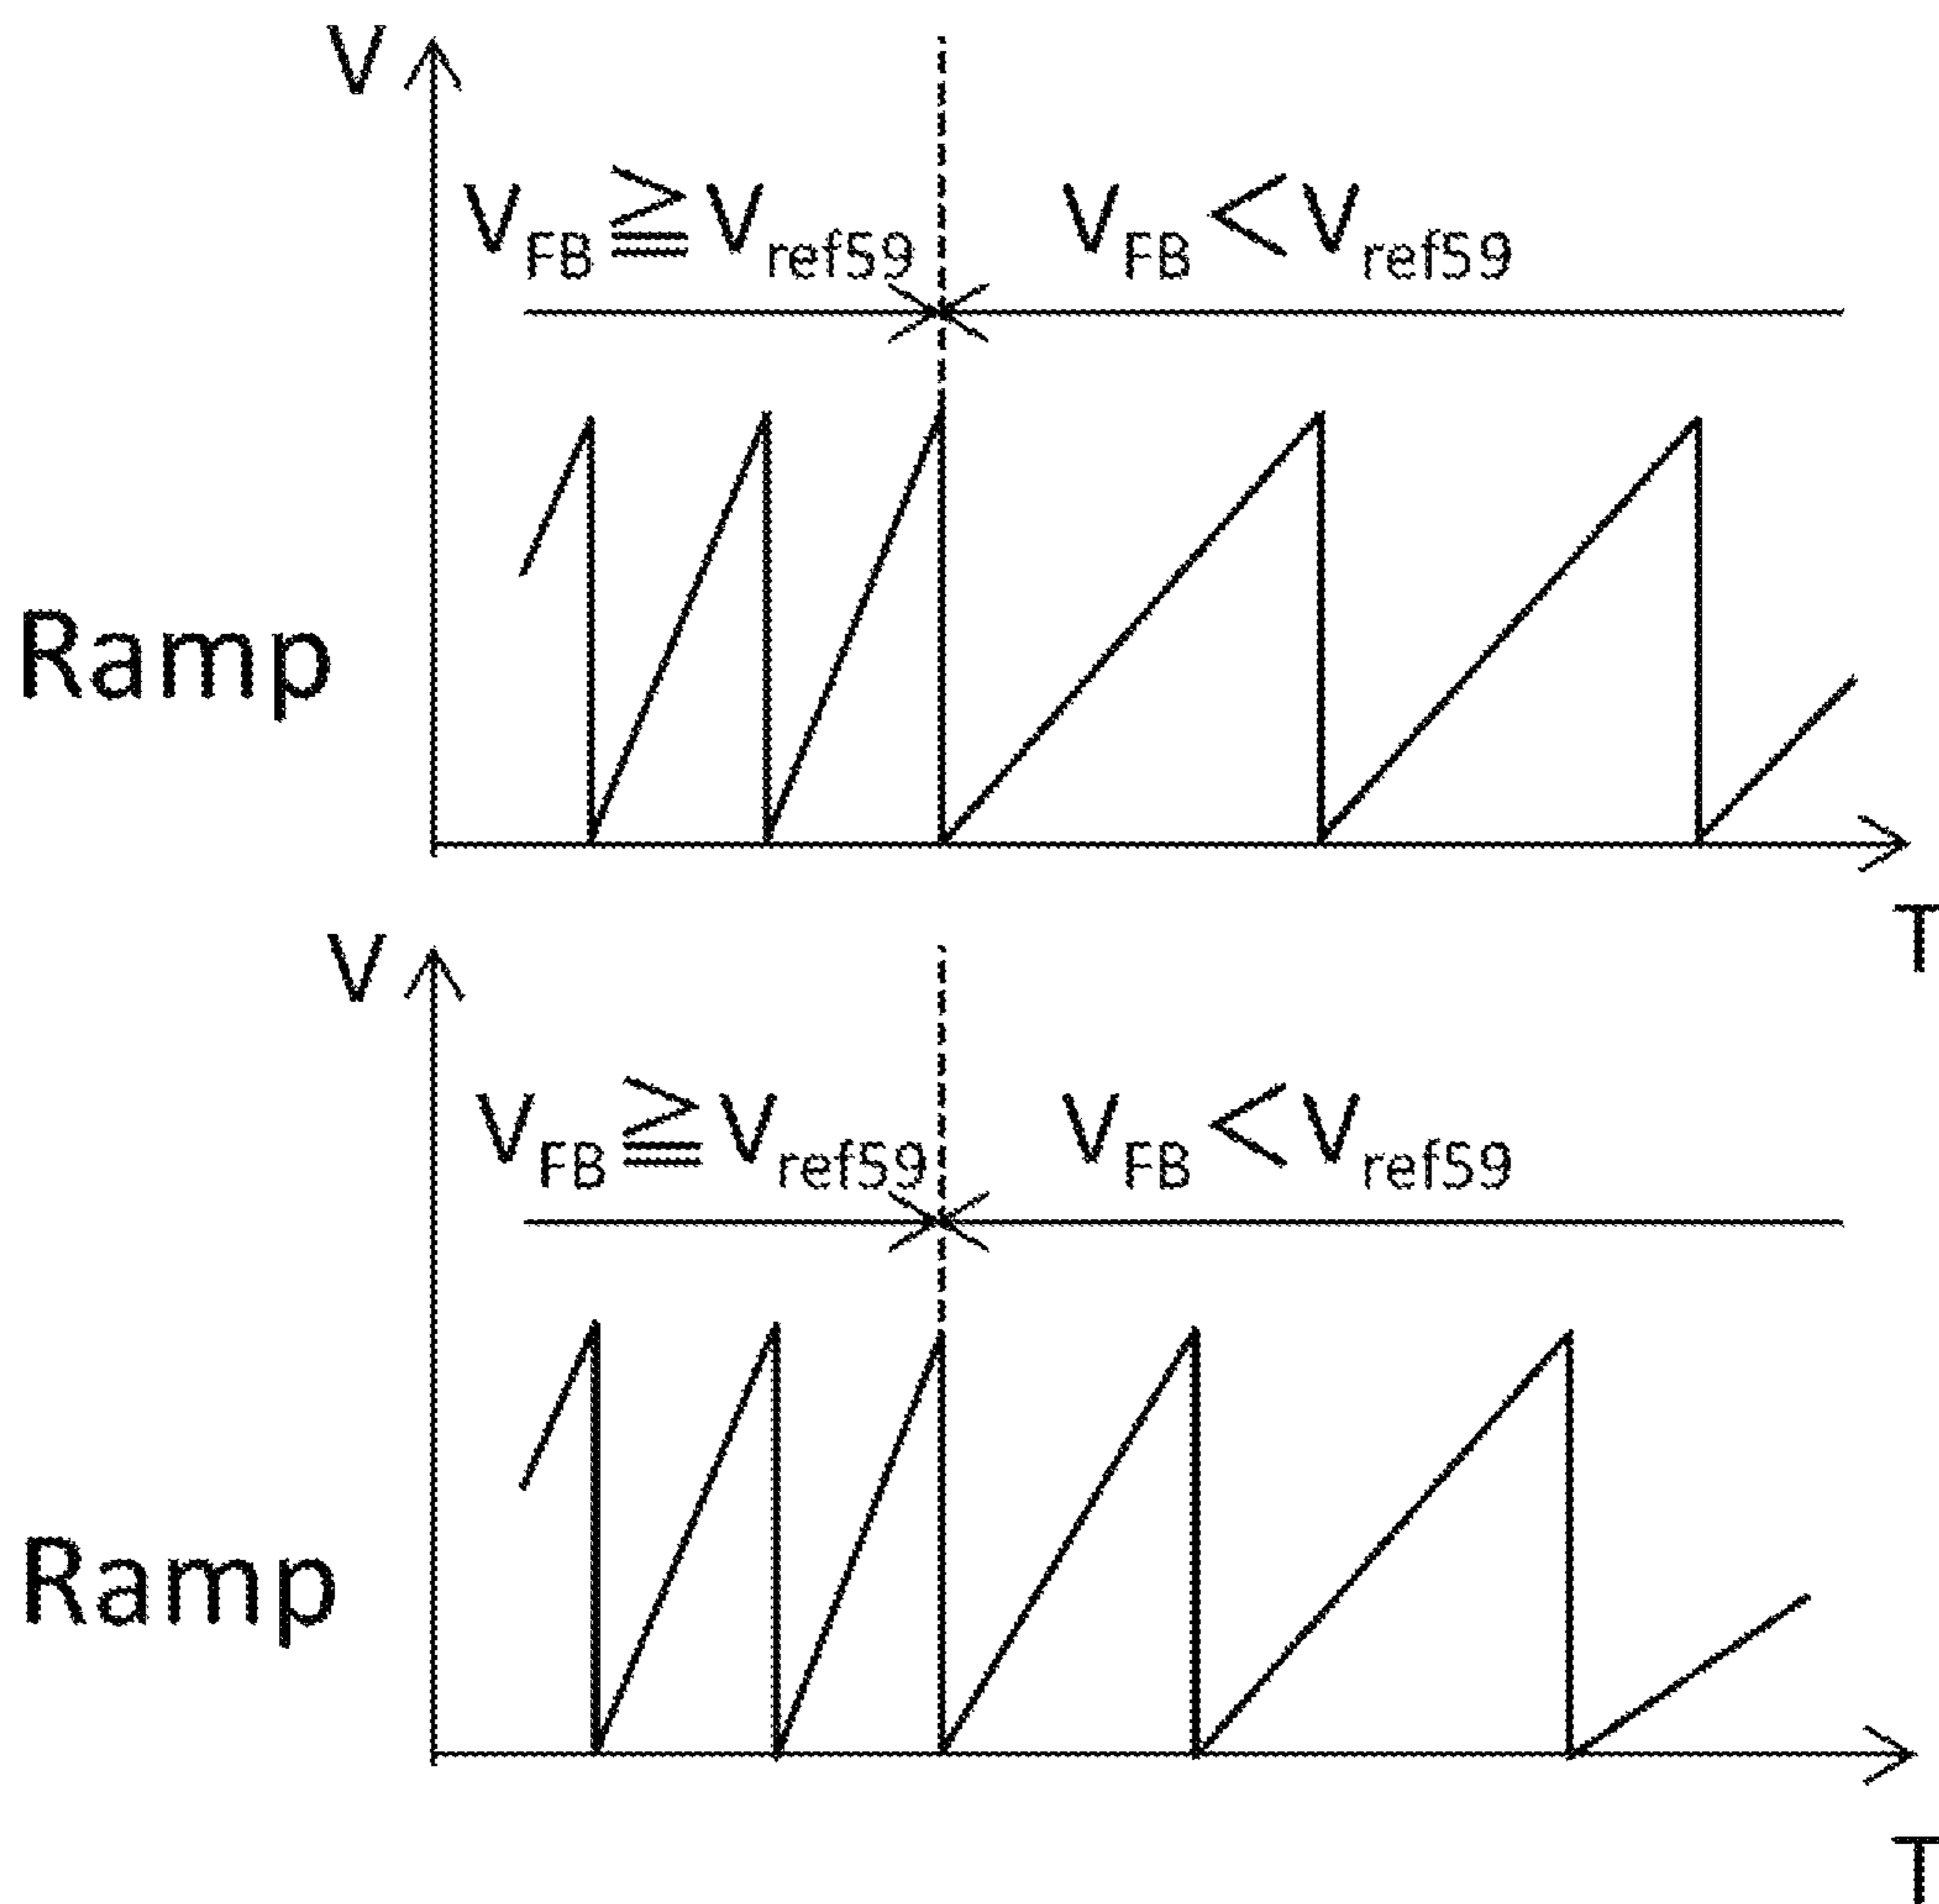 V
V_FB ≧ V_ref59
V_FB < V_ref59
Ramp
T
V
V_FB ≧ V_ref59
V_FB < V_ref59
Ramp
T